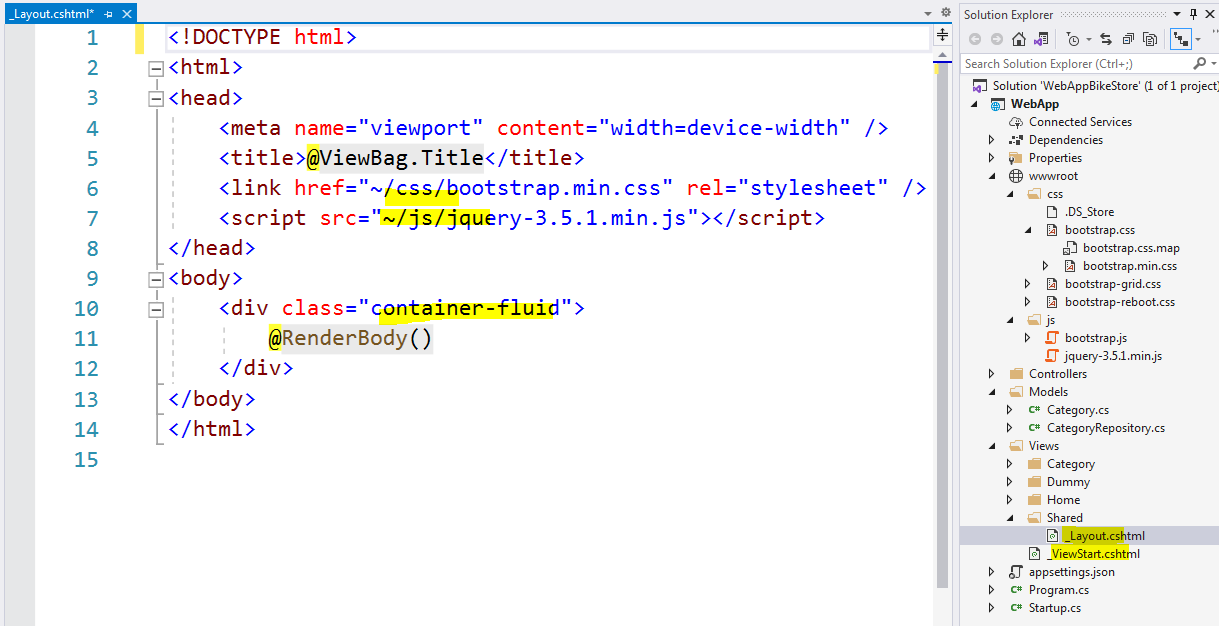 _Layout.cshtml*
1 <!DOCTYPE html>
2 <html>
3 <head>
4 <meta name="viewport" content="width=device-width" />
5 <title>@ViewBag.Title</title>
6 <link href="~/css/bootstrap.min.css" rel="stylesheet" />
7 <script src="~/js/jquery-3.5.1.min.js"></script>
8 </head>
9 <body>
10 <div class="container-fluid">
11 @RenderBody()
12 </div>
13 </body>
14 </html>
15
Solution Explorer
Search Solution Explorer (Ctrl+;)
Solution 'WebAppBikeStore' (1 of 1 project)
WebApp
Connected Services
Dependencies
Properties
wwwroot
css
.DS_Store
bootstrap.css
bootstrap.css.map
bootstrap.min.css
bootstrap-grid.css
bootstrap-reboot.css
js
bootstrap.js
jquery-3.5.1.min.js
Controllers
Models
C# Category.cs
C# CategoryRepository.cs
Views
Category
Dummy
Home
Shared
_Layout.cshtml
_ViewStart.cshtml
appsettings.json
C# Program.cs
C# Startup.cs